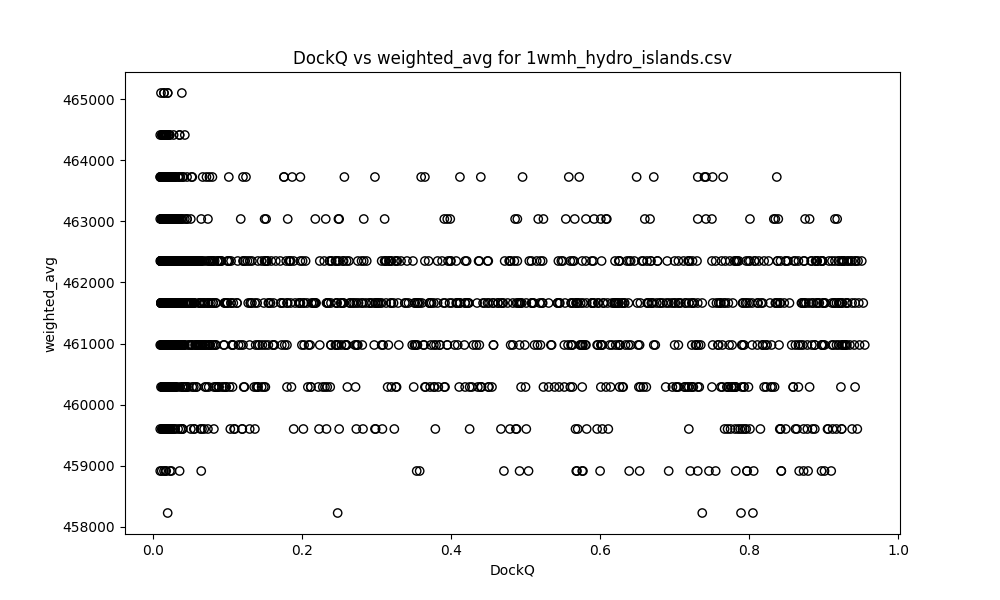 DockQ vs weighted_avg for 1wmh_hydro_islands.csv
465000
464000
463000
462000
461000
460000
459000
458000
weighted_avg
0.0 0.2 0.4 0.6 0.8 1.0
DockQ